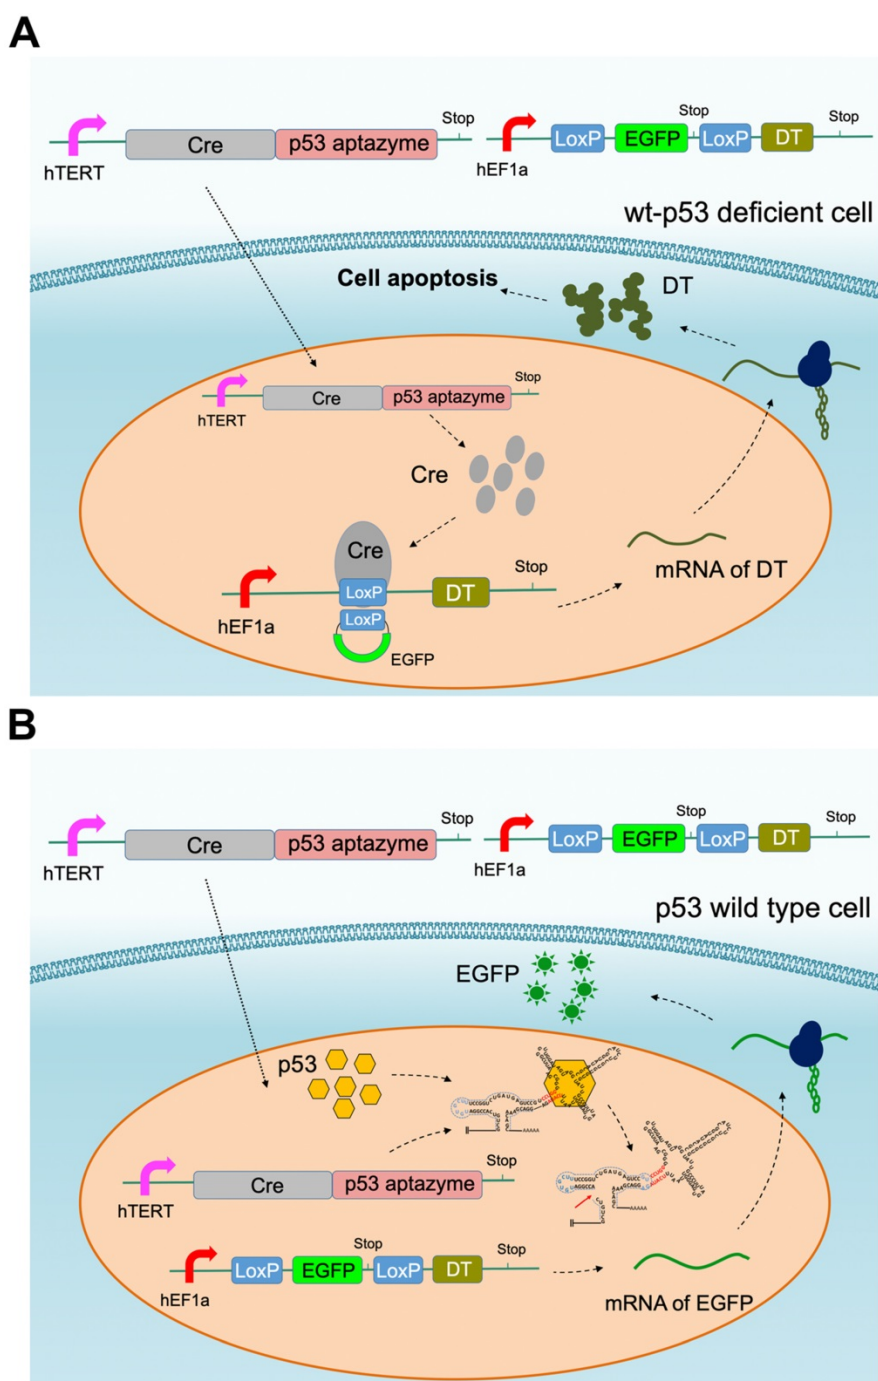 A
Stop Stop Stop
Cre p53 aptazyme LoxP EGFP LoxP DT
hTERT hEF1a
wt-p53 deficient cell
Cell apoptosis DT
Stop
Cre p53 aptazyme
hTERT
Cre
Cre
Stop
LoxP DT mRNA of DT
hEF1a LoxP
EGFP
B
Stop Stop Stop
Cre p53 aptazyme LoxP EGFP LoxP DT
hTERT hEF1a
p53 wild type cell
EGFP
p53
AAAAA
Stop
Cre p53 aptazyme AAAAA
hTERT
Stop Stop
LoxP EGFP LoxP DT
hEF1a mRNA of EGFP